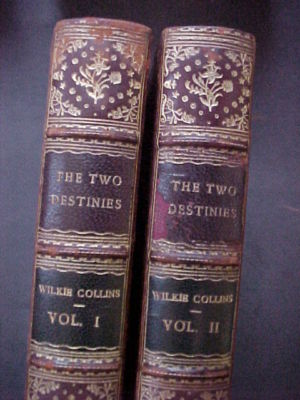 THE TWO
DESTINIES
WILKIE COLLINS
VOL. I
THE TWO
DESTINIES
WILKIE COLLINS
VOL. II